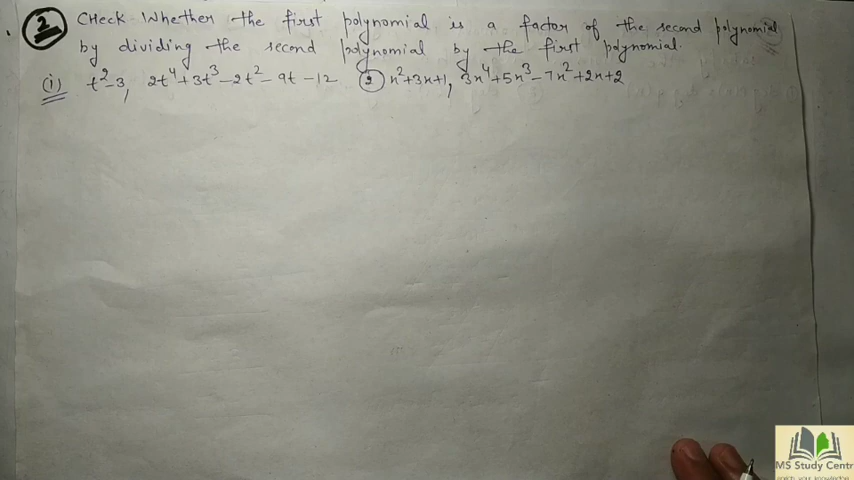 2 Check Whether the first polynomial is a factor of the second polynomial
by dividing the second polynomial by the first polynomial.
(i) t²-3, 2t⁴+3t³-2t²-9t-12 2 x²+3x+1, 3x⁴+5x³-7x²+2x+2
MS Study Centr